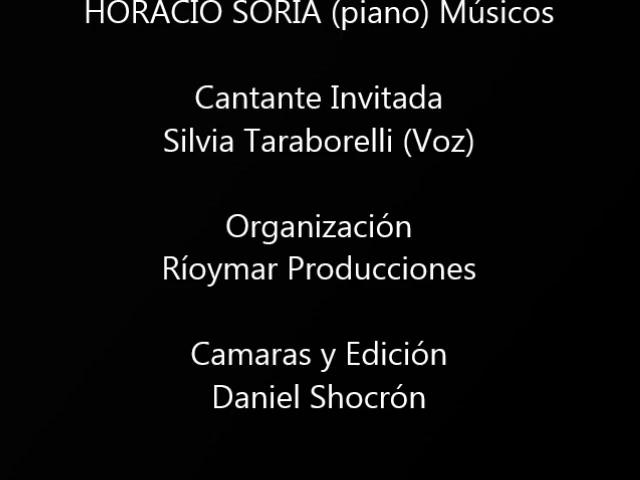 HORACIO SORIA (piano) Músicos
Cantante Invitada
Silvia Taraborelli (Voz)
Organización
Ríoymar Producciones
Camaras y Edición
Daniel Shocrón